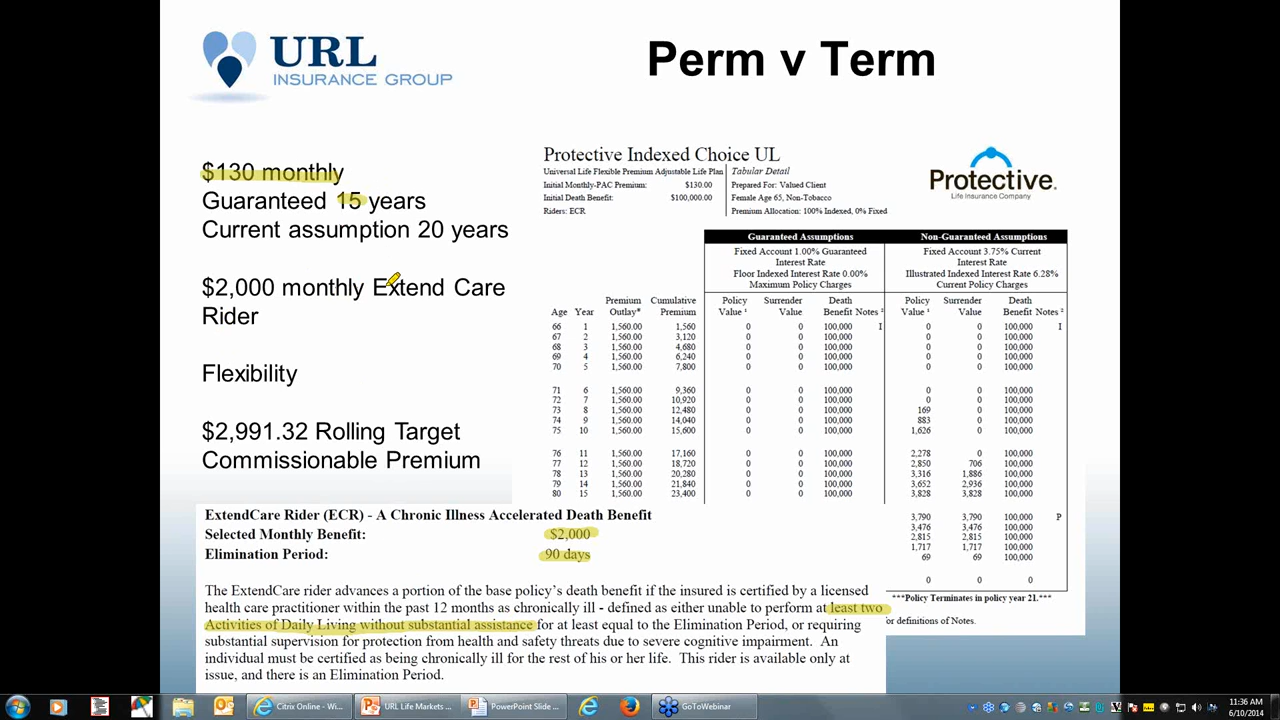 URL
INSURANCE GROUP
Perm v Term
$130 monthly
Guaranteed 15 years
Current assumption 20 years
$2,000 monthly Extend Care
Rider
Flexibility
$2,991.32 Rolling Target
Commissionable Premium
Protective Indexed Choice UL
Universal Life Flexible Premium Adjustable Life Plan Tabular Detail
Initial Monthly-PAC Premium: $130.00 Prepared For: Valued Client
Initial Death Benefit: $100,000.00 Female Age 65, Non-Tobacco
Riders: ECR Premium Allocation: 100% Indexed, 0% Fixed
Protective.
Life Insurance Company
Guaranteed Assumptions Non-Guaranteed Assumptions
Fixed Account 1.00% Guaranteed Fixed Account 3.75% Current
Interest Rate Interest Rate
Floor Indexed Interest Rate 0.00% Illustrated Indexed Interest Rate 6.28%
Maximum Policy Charges Current Policy Charges
Premium Cumulative Policy Surrender Death Policy Surrender Death
Age Year Outlay* Premium Value ¹ Value Benefit Notes ² Value ¹ Value Benefit Notes ²
66 1 1,560.00 1,560 0 0 100,000 I 0 0 100,000 I
67 2 1,560.00 3,120 0 0 100,000 0 0 100,000
68 3 1,560.00 4,680 0 0 100,000 0 0 100,000
69 4 1,560.00 6,240 0 0 100,000 0 0 100,000
70 5 1,560.00 7,800 0 0 100,000 0 0 100,000
71 6 1,560.00 9,360 0 0 100,000 0 0 100,000
72 7 1,560.00 10,920 0 0 100,000 0 0 100,000
73 8 1,560.00 12,480 0 0 100,000 169 0 100,000
74 9 1,560.00 14,040 0 0 100,000 883 0 100,000
75 10 1,560.00 15,600 0 0 100,000 1,626 0 100,000
76 11 1,560.00 17,160 0 0 100,000 2,278 0 100,000
77 12 1,560.00 18,720 0 0 100,000 2,850 706 100,000
78 13 1,560.00 20,280 0 0 100,000 3,316 1,886 100,000
79 14 1,560.00 21,840 0 0 100,000 3,652 2,936 100,000
80 15 1,560.00 23,400 0 0 100,000 3,828 3,828 100,000
3,790 3,790 100,000 P
3,476 3,476 100,000
2,815 2,815 100,000
1,717 1,717 100,000
69 69 100,000
0 0 0
***Policy Terminates in policy year 21.***
for definitions of Notes.
ExtendCare Rider (ECR) - A Chronic Illness Accelerated Death Benefit
Selected Monthly Benefit: $2,000
Elimination Period: 90 days
The ExtendCare rider advances a portion of the base policy's death benefit if the insured is certified by a licensed
health care practitioner within the past 12 months as chronically ill - defined as either unable to perform at least two
Activities of Daily Living without substantial assistance for at least equal to the Elimination Period, or requiring
substantial supervision for protection from health and safety threats due to severe cognitive impairment. An
individual must be certified as being chronically ill for the rest of his or her life. This rider is available only at
issue, and there is an Elimination Period.
Citrix Online - Wi... URL Life Markets ... PowerPoint Slide ... GoToWebinar
11:36 AM
6/10/2014